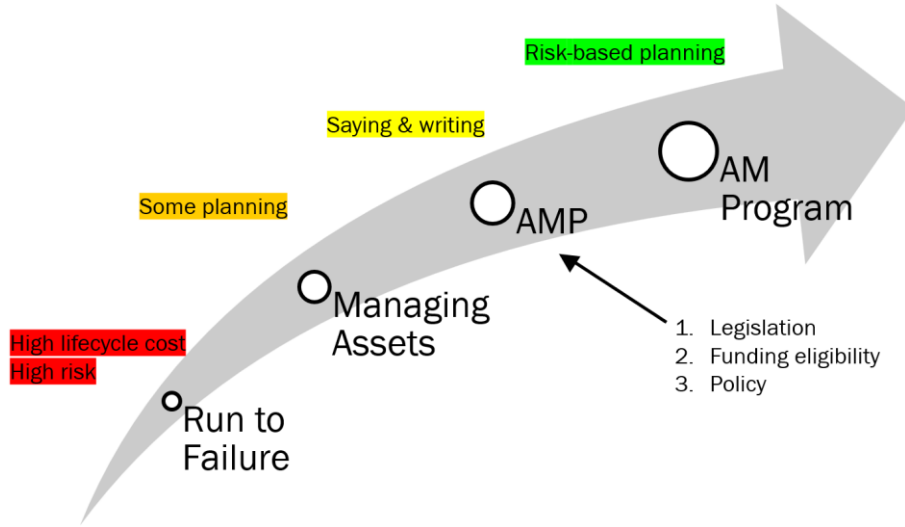 Risk-based planning
Saying & writing
AM
Program
Some planning
AMP
Managing
Assets
1. Legislation
2. Funding eligibility
3. Policy
High lifecycle cost
High risk
Run to
Failure